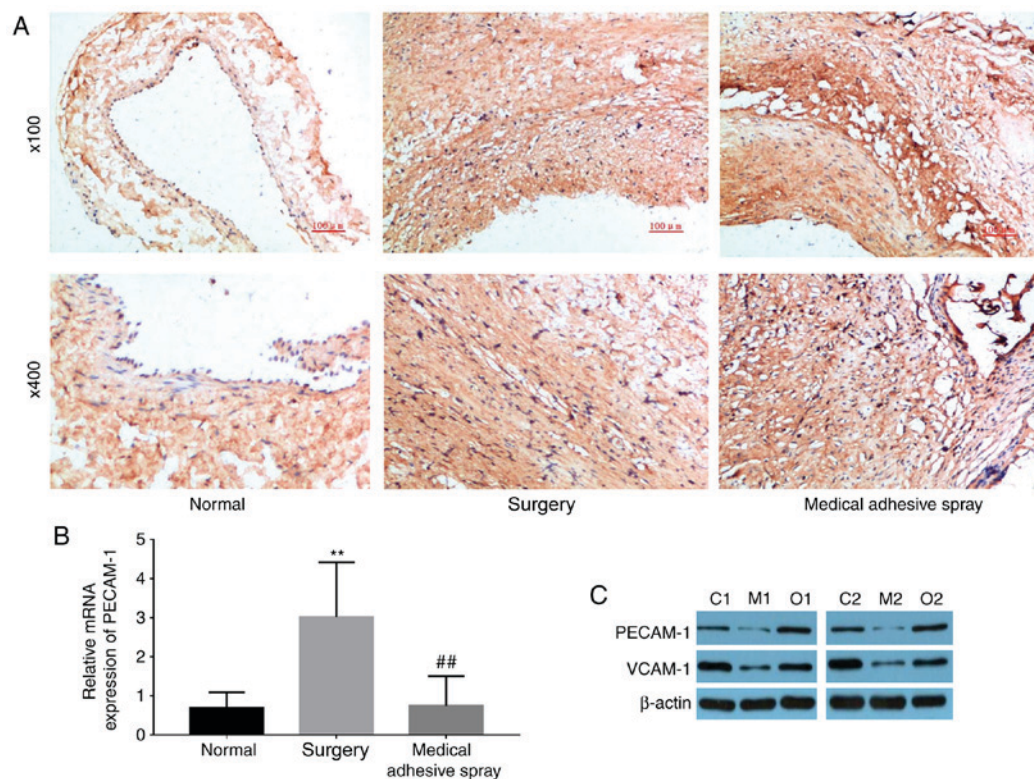 A
x100
100 μm
100 μm
100 μm
x400
Normal
Surgery
Medical adhesive spray
B
Relative mRNA
expression of PECAM-1
5
4
3
2
1
0
**
##
Normal
Surgery
Medical
adhesive spray
C
C1 M1 O1 C2 M2 O2
PECAM-1
VCAM-1
β-actin